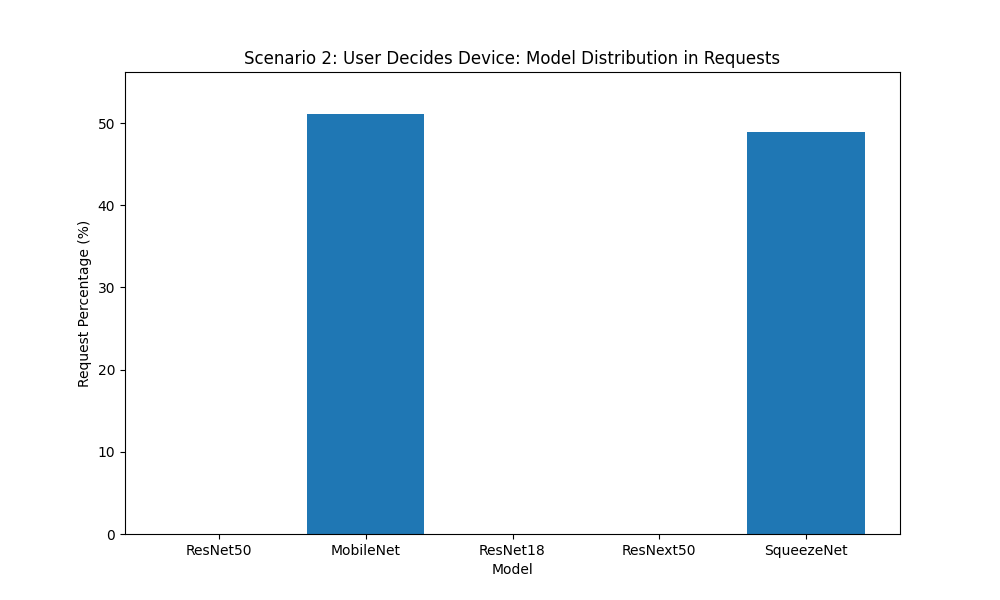 Scenario 2: User Decides Device: Model Distribution in Requests
50
40
30
20
10
0
Request Percentage (%)
ResNet50 MobileNet ResNet18 ResNext50 SqueezeNet
Model